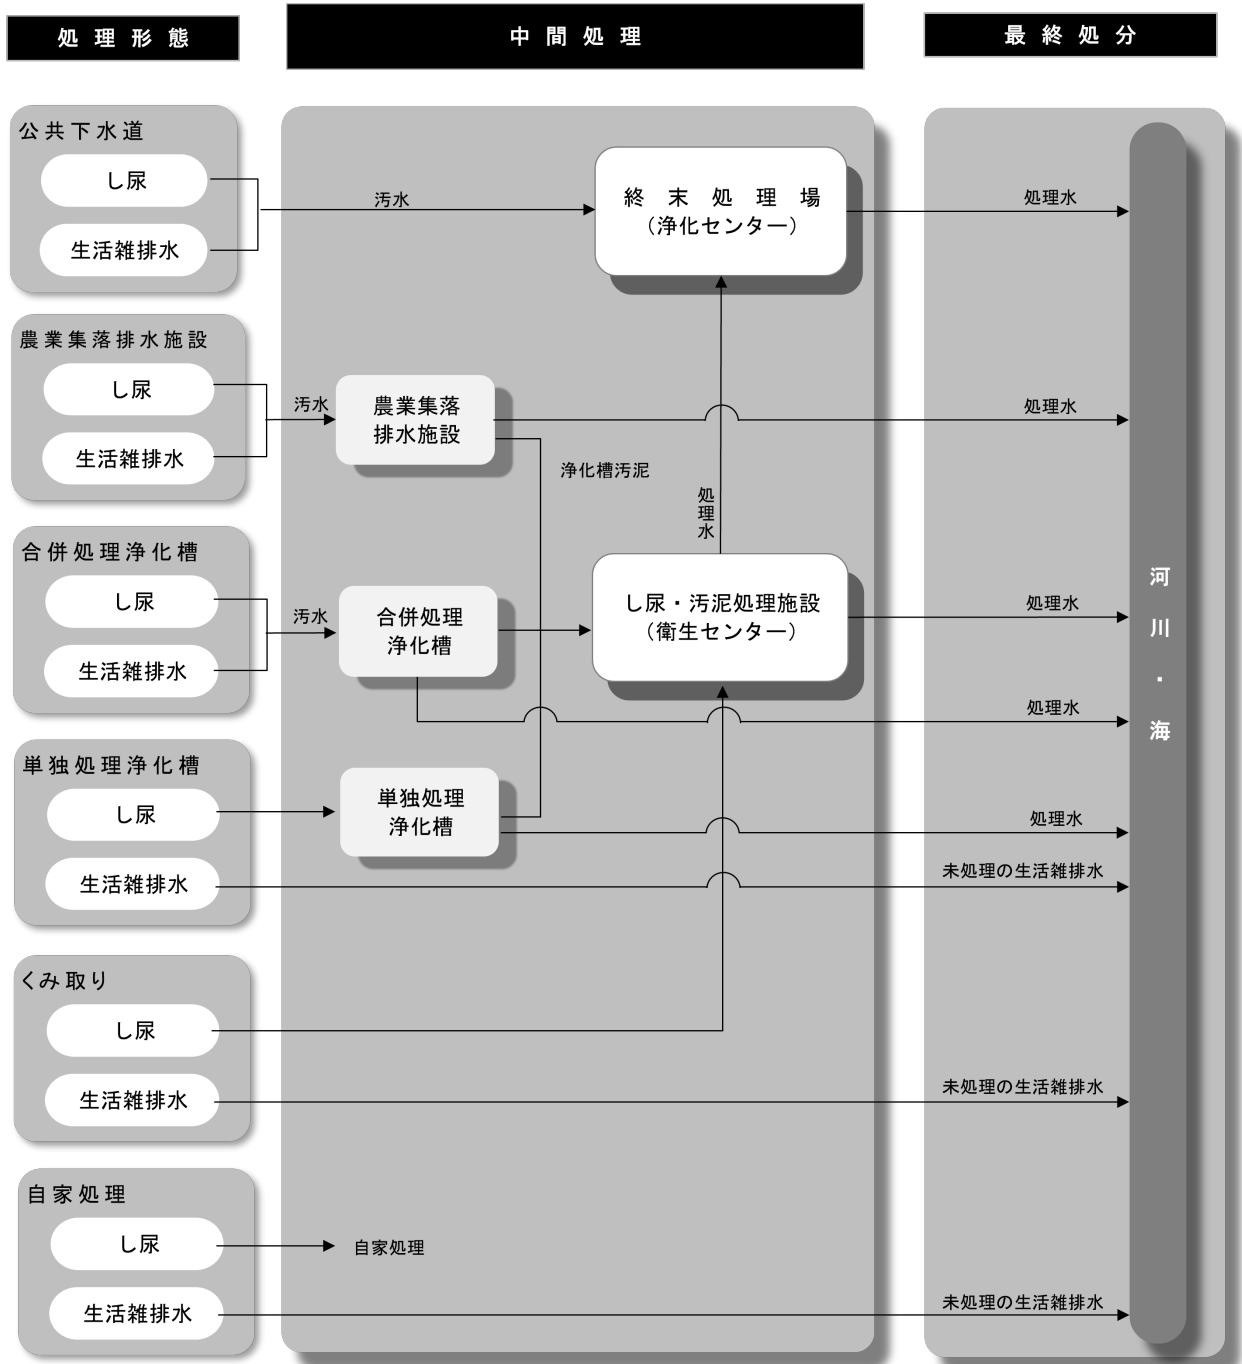 処理形態
中間処理
最終処分
公共下水道
し尿
生活雑排水
汚水
終末処理場
（浄化センター）
処理水
農業集落排水施設
し尿
生活雑排水
汚水
農業集落
排水施設
処理水
浄化槽汚泥
処理水
合併処理浄化槽
し尿
生活雑排水
汚水
合併処理
浄化槽
し尿・汚泥処理施設
（衛生センター）
処理水
処理水
河川・海
単独処理浄化槽
し尿
生活雑排水
単独処理
浄化槽
処理水
未処理の生活雑排水
くみ取り
し尿
生活雑排水
未処理の生活雑排水
自家処理
し尿
自家処理
生活雑排水
未処理の生活雑排水